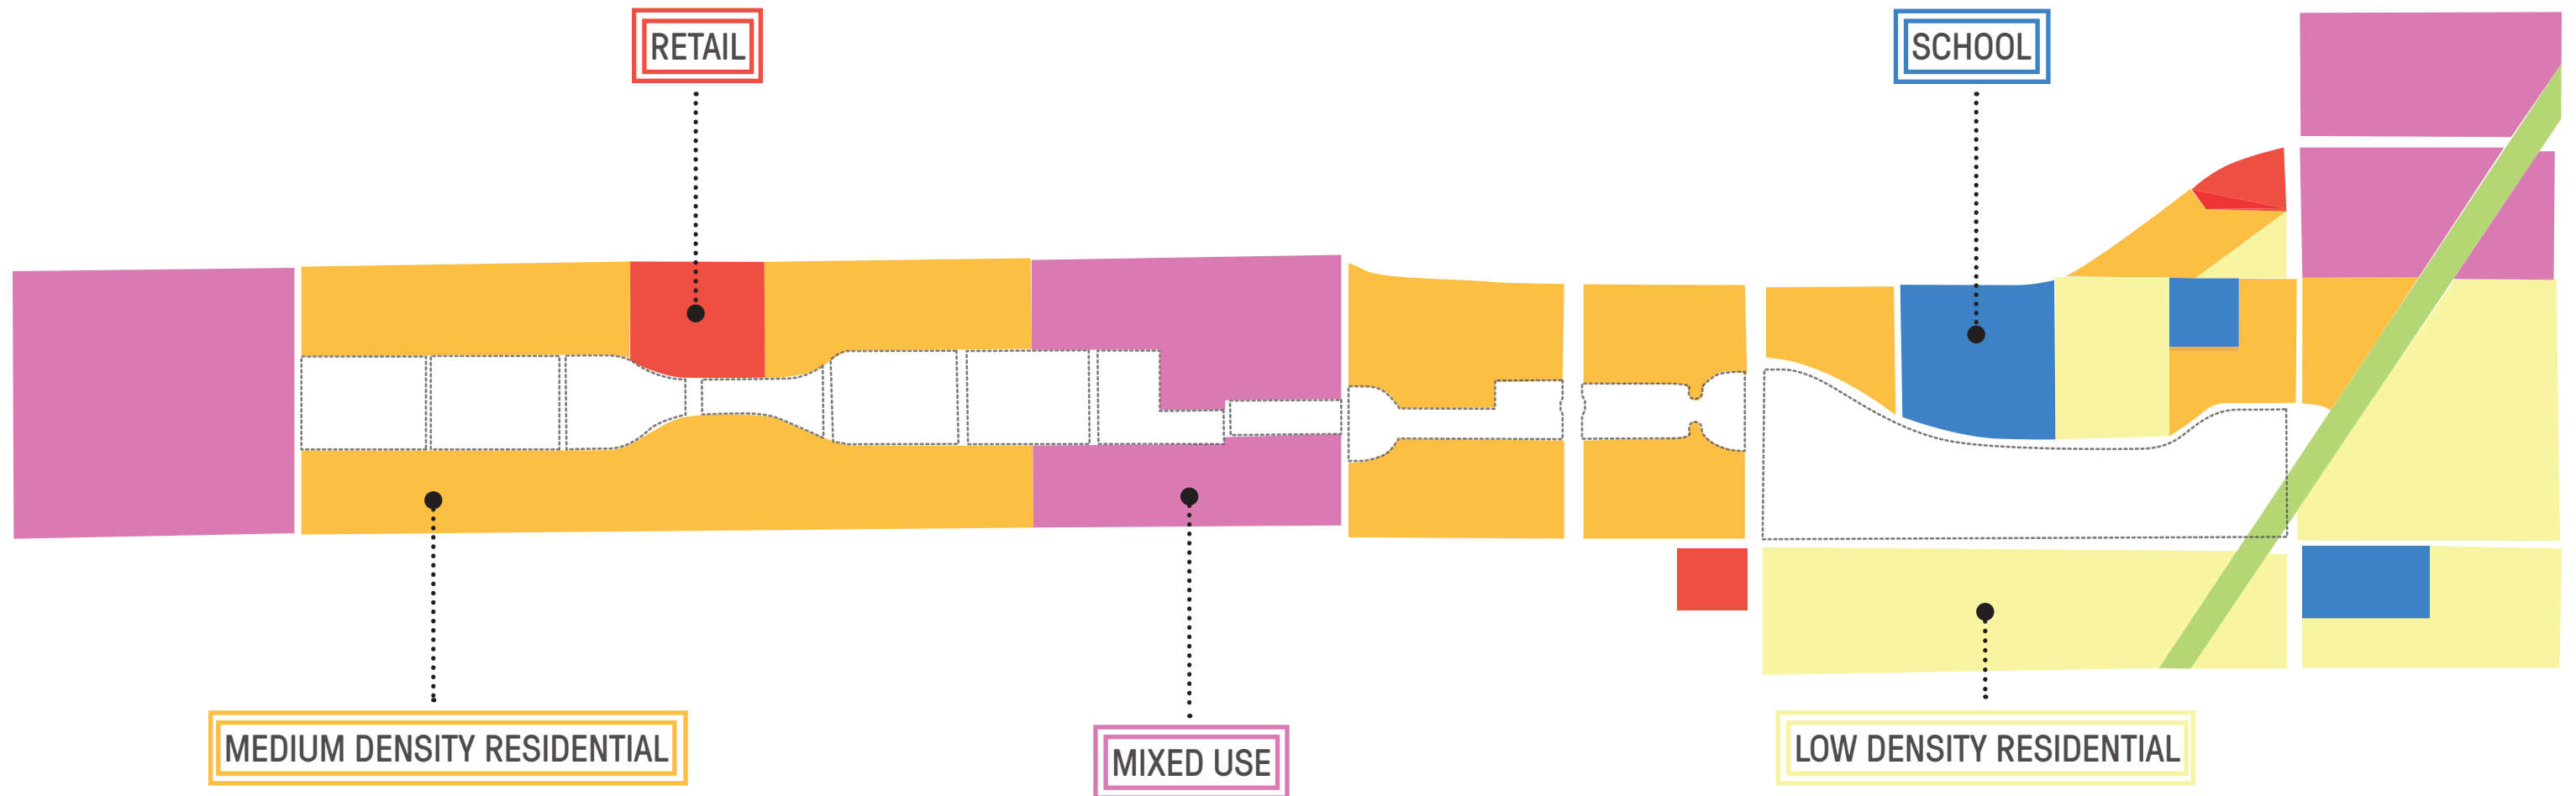 RETAIL
SCHOOL
MEDIUM DENSITY RESIDENTIAL
MIXED USE
LOW DENSITY RESIDENTIAL